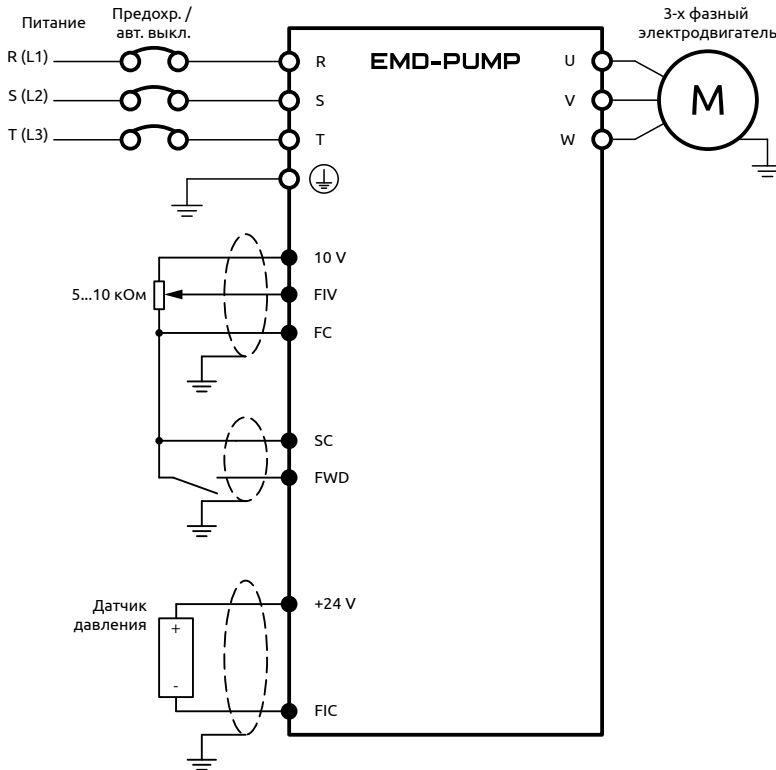 Питание
Предохр. /
авт. выкл.
3-х фазный
электродвигатель
R (L1)
R
EMD-PUMP
U
S (L2)
S
V
M
T (L3)
T
W
10 V
5...10 кОм
FIV
FC
SC
FWD
Датчик
давления
+24 V
+
-
FIC